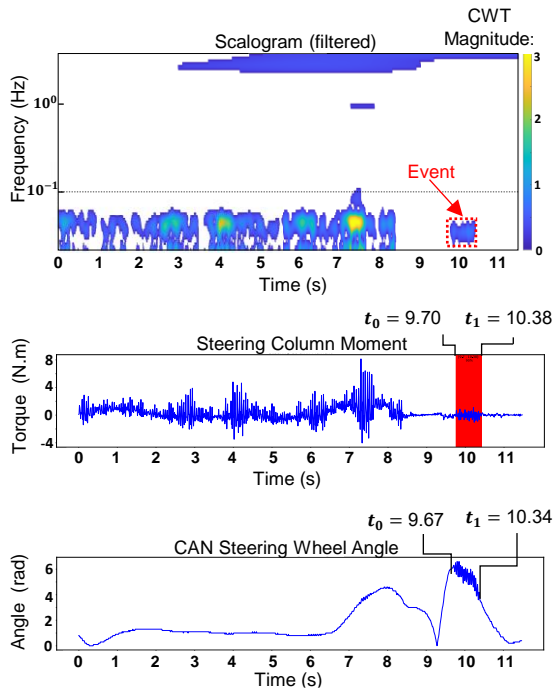 CWT
Scalogram (filtered) Magnitude:
3
2
1
0
Frequency (Hz)
10⁰
10⁻¹
Event
0 1 2 3 4 5 6 7 8 9 10 11
Time (s)
t₀ = 9.70 t₁ = 10.38
Steering Column Moment
Torque (N.m)
8
4
0
-4
0 1 2 3 4 5 6 7 8 9 10 11
Time (s)
t₀ = 9.67 t₁ = 10.34
CAN Steering Wheel Angle
Angle (rad)
6
4
2
0
0 1 2 3 4 5 6 7 8 9 10 11
Time (s)